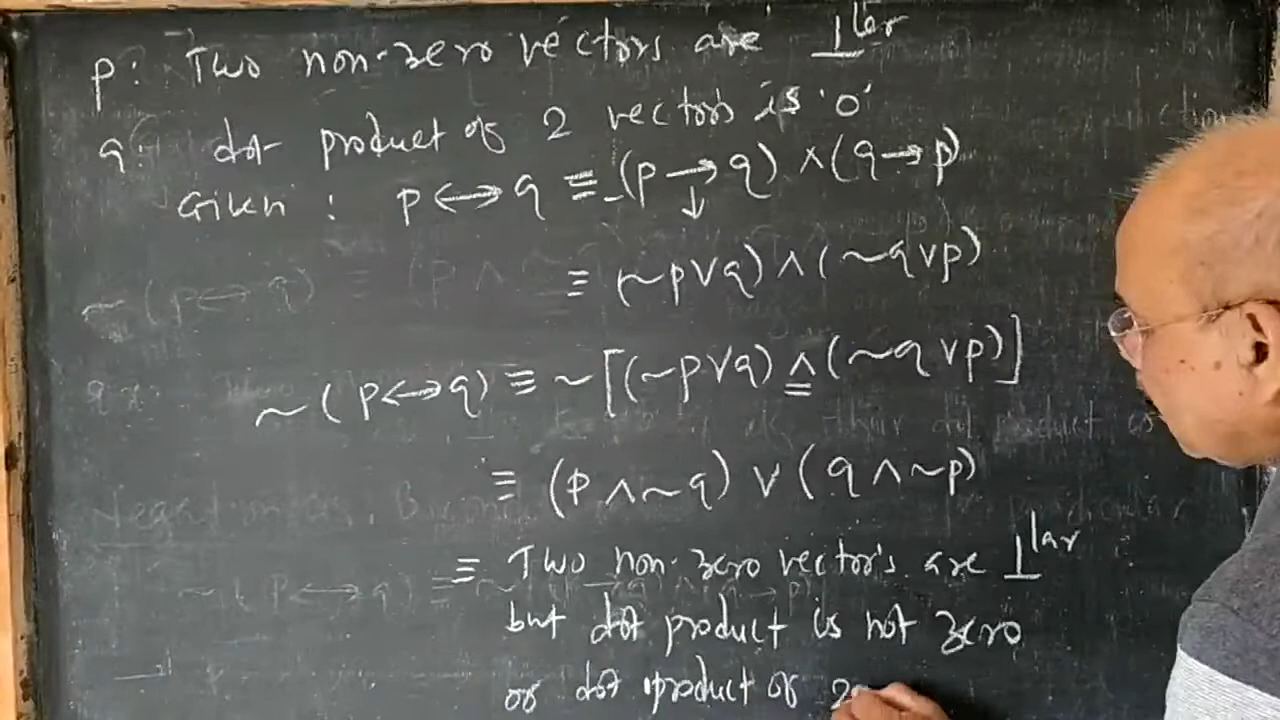 p: Two non-zero vectors are ⊥lar
q: dot product of 2 vectors is '0'
Given: p↔q ≡ (p→q) ∧ (q→p)
≡ (~p∨q) ∧ (~q∨p)
~(p↔q) ≡ ~[(~p∨q) ∧ (~q∨p)]
≡ (p∧~q) ∨ (q∧~p)
≡ Two non-zero vectors are ⊥lar
but dot product is not zero
or dot product of